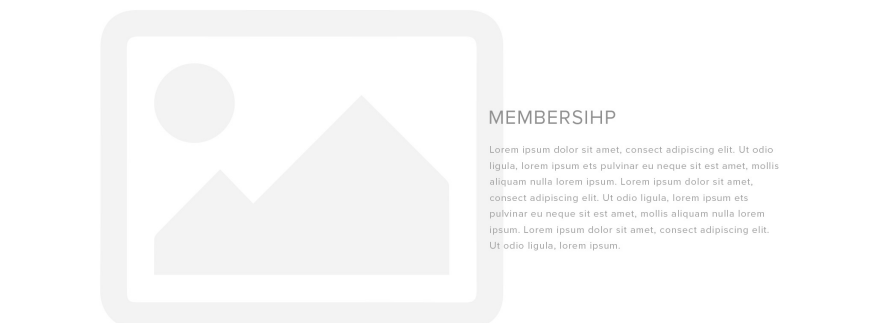 MEMBERSIHP
Lorem ipsum dolor sit amet, consect adipiscing elit. Ut odio
ligula, lorem ipsum ets pulvinar eu neque sit est amet, mollis
aliquam nulla lorem ipsum. Lorem ipsum dolor sit amet,
consect adipiscing elit. Ut odio ligula, lorem ipsum ets
pulvinar eu neque sit est amet, mollis aliquam nulla lorem
ipsum. Lorem ipsum dolor sit amet, consect adipiscing elit.
Ut odio ligula, lorem ipsum.